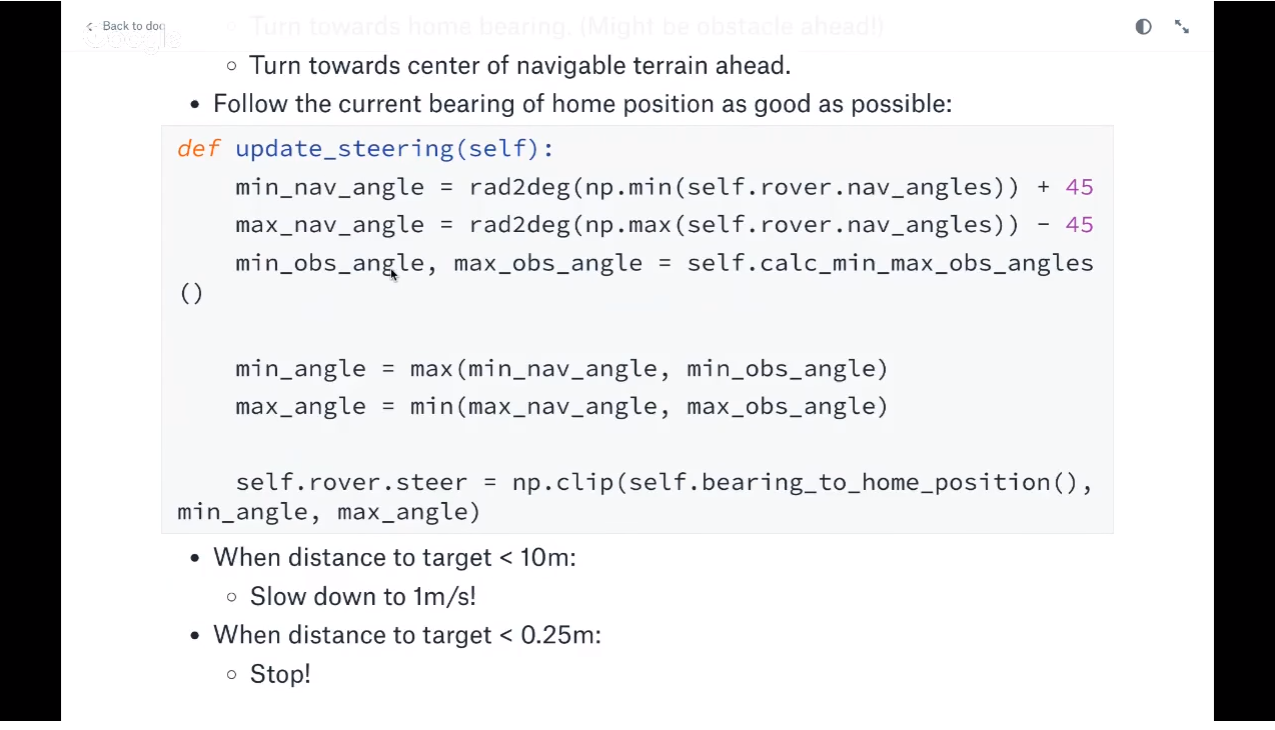 Back to doc
Turn towards home bearing. (Might be obstacle ahead!)
Google
Turn towards center of navigable terrain ahead.
Follow the current bearing of home position as good as possible:
def update_steering(self):
min_nav_angle = rad2deg(np.min(self.rover.nav_angles)) + 45
max_nav_angle = rad2deg(np.max(self.rover.nav_angles)) - 45
min_obs_angle, max_obs_angle = self.calc_min_max_obs_angles
()
min_angle = max(min_nav_angle, min_obs_angle)
max_angle = min(max_nav_angle, max_obs_angle)
self.rover.steer = np.clip(self.bearing_to_home_position(),
min_angle, max_angle)
When distance to target < 10m:
Slow down to 1m/s!
When distance to target < 0.25m:
Stop!